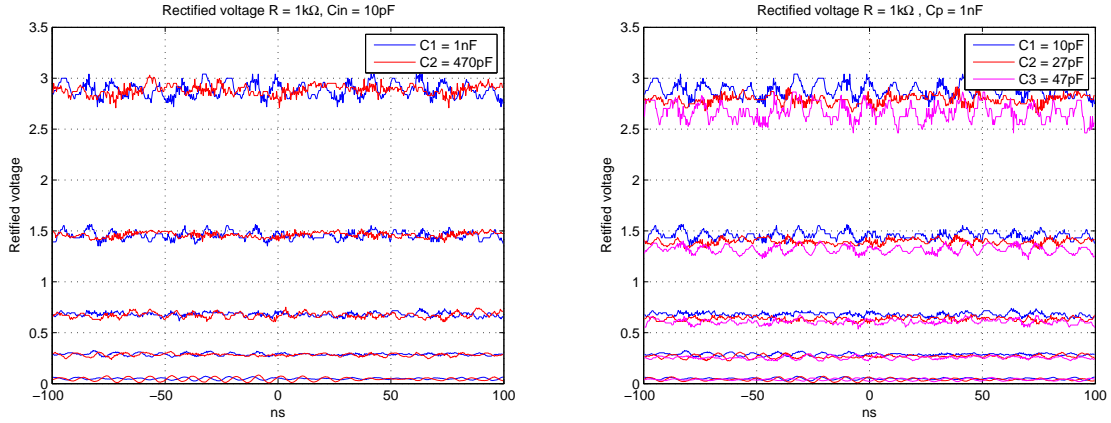 Rectified voltage R = 1kΩ, Cin = 10pF
3.5
3
2.5
2
1.5
1
0.5
0
Retified voltage
C1 = 1nF
C2 = 470pF
−100
−50
0
50
100
ns
Rectified voltage R = 1kΩ , Cp = 1nF
3.5
3
2.5
2
1.5
1
0.5
0
Retified voltage
C1 = 10pF
C2 = 27pF
C3 = 47pF
−100
−50
0
50
100
ns